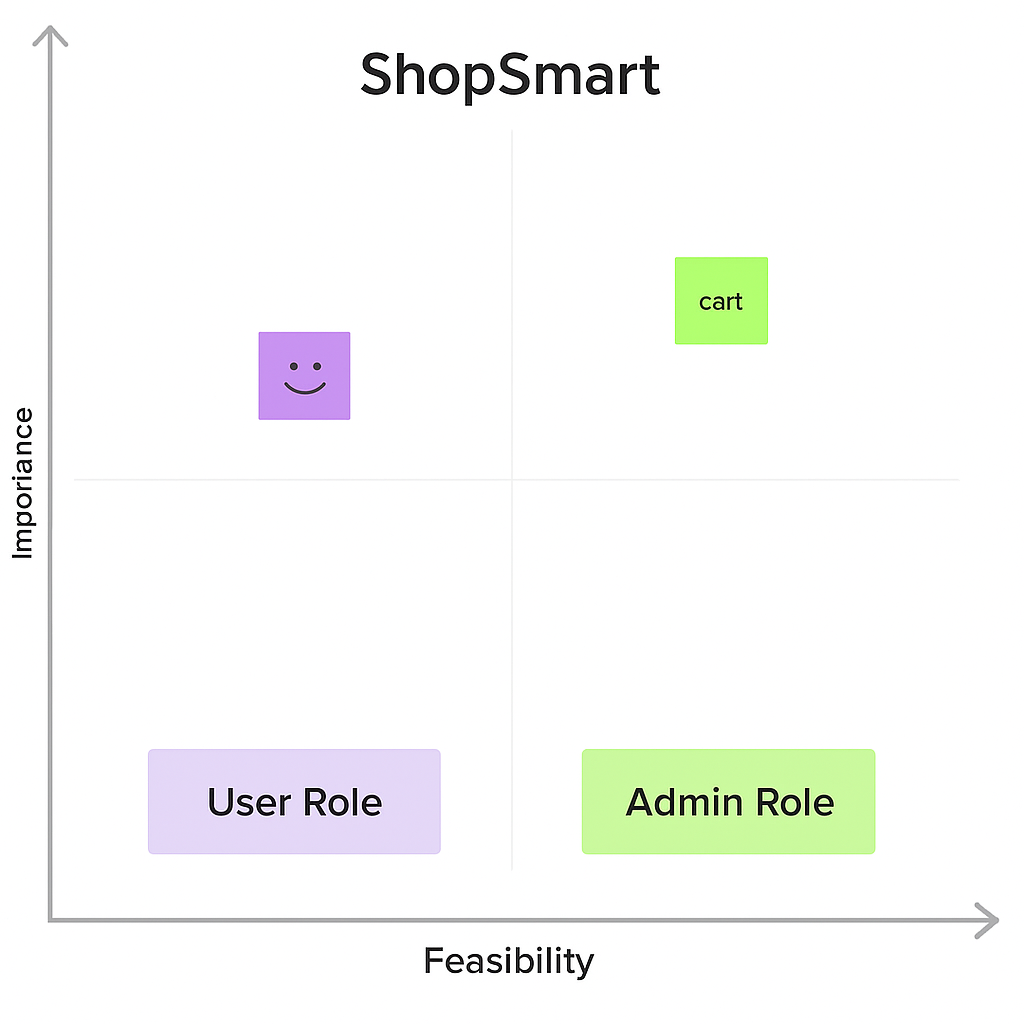 ShopSmart
cart
Imporiance
User Role
Admin Role
Feasibility